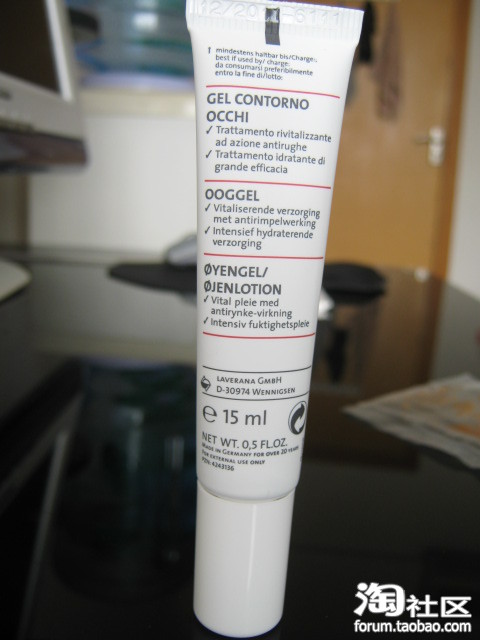 mindestens haltbar bis/Charge:
best if used by/ charge:
da consumarsi preferibilmente
entro la fine di/lotto:
GEL CONTORNO
OCCHI
✓ Trattamento rivitalizzante
ad azione antirughe
✓ Trattamento idratante di
grande efficacia
OOGGEL
✓ Vitaliserende verzorging
met antirimpelwerking
✓ Intensief hydraterende
verzorging
ØYENGEL/
ØJENLOTION
✓ Vital pleie med
antirynke-virkning
✓ Intensiv fuktighetspleie
LAVERANA GMBH
D-30974 WENNIGSEN
℮ 15 ml
NET WT. 0,5 FL.OZ.
MADE IN GERMANY FOR OVER 20 YEARS
FOR EXTERNAL USE ONLY
PZN: 4243136
淘社区
forum.taobao.com